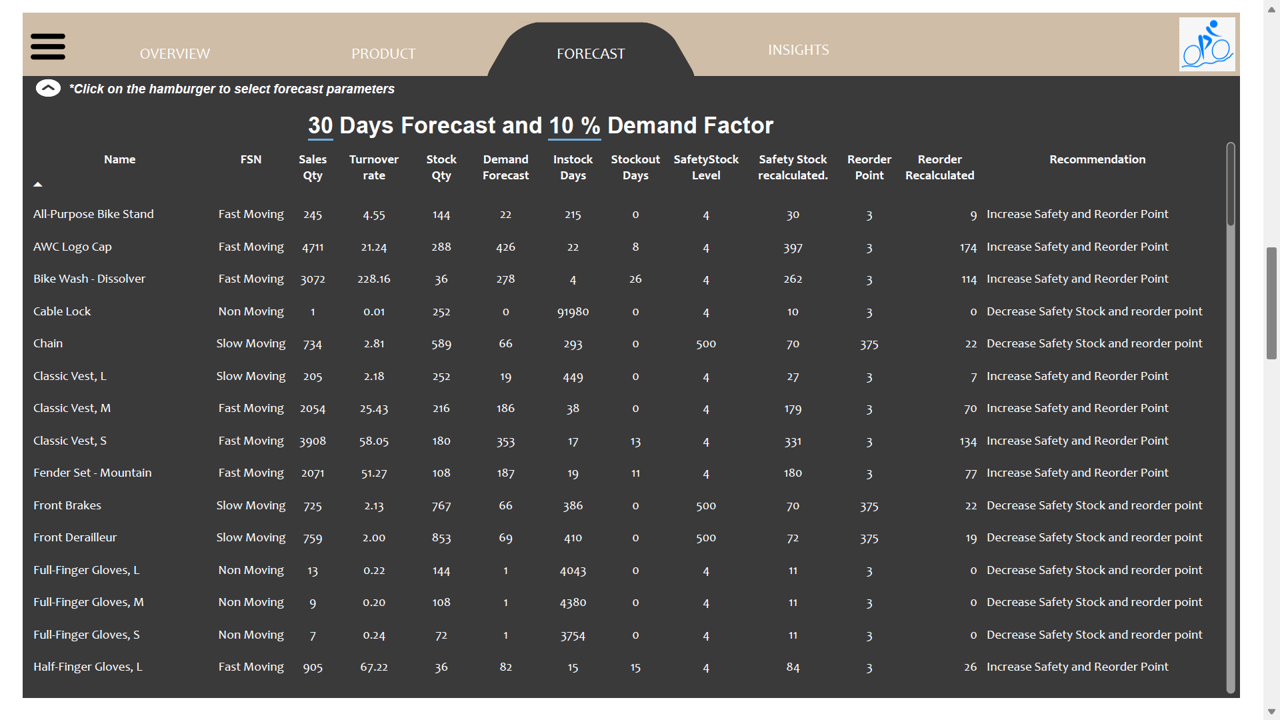 OVERVIEW PRODUCT FORECAST INSIGHTS
*Click on the hamburger to select forecast parameters
30 Days Forecast and 10 % Demand Factor
Name FSN Sales Qty Turnover rate Stock Qty Demand Forecast Instock Days Stockout Days SafetyStock Level Safety Stock recalculated. Reorder Point Reorder Recalculated Recommendation
All-Purpose Bike Stand Fast Moving 245 4.55 144 22 215 0 4 30 3 9 Increase Safety and Reorder Point
AWC Logo Cap Fast Moving 4711 21.24 288 426 22 8 4 397 3 174 Increase Safety and Reorder Point
Bike Wash - Dissolver Fast Moving 3072 228.16 36 278 4 26 4 262 3 114 Increase Safety and Reorder Point
Cable Lock Non Moving 1 0.01 252 0 91980 0 4 10 3 0 Decrease Safety Stock and reorder point
Chain Slow Moving 734 2.81 589 66 293 0 500 70 375 22 Decrease Safety Stock and reorder point
Classic Vest, L Slow Moving 205 2.18 252 19 449 0 4 27 3 7 Increase Safety and Reorder Point
Classic Vest, M Fast Moving 2054 25.43 216 186 38 0 4 179 3 70 Increase Safety and Reorder Point
Classic Vest, S Fast Moving 3908 58.05 180 353 17 13 4 331 3 134 Increase Safety and Reorder Point
Fender Set - Mountain Fast Moving 2071 51.27 108 187 19 11 4 180 3 77 Increase Safety and Reorder Point
Front Brakes Slow Moving 725 2.13 767 66 386 0 500 70 375 22 Decrease Safety Stock and reorder point
Front Derailleur Slow Moving 759 2.00 853 69 410 0 500 72 375 19 Decrease Safety Stock and reorder point
Full-Finger Gloves, L Non Moving 13 0.22 144 1 4043 0 4 11 3 0 Decrease Safety Stock and reorder point
Full-Finger Gloves, M Non Moving 9 0.20 108 1 4380 0 4 11 3 0 Decrease Safety Stock and reorder point
Full-Finger Gloves, S Non Moving 7 0.24 72 1 3754 0 4 11 3 0 Decrease Safety Stock and reorder point
Half-Finger Gloves, L Fast Moving 905 67.22 36 82 15 15 4 84 3 26 Increase Safety and Reorder Point